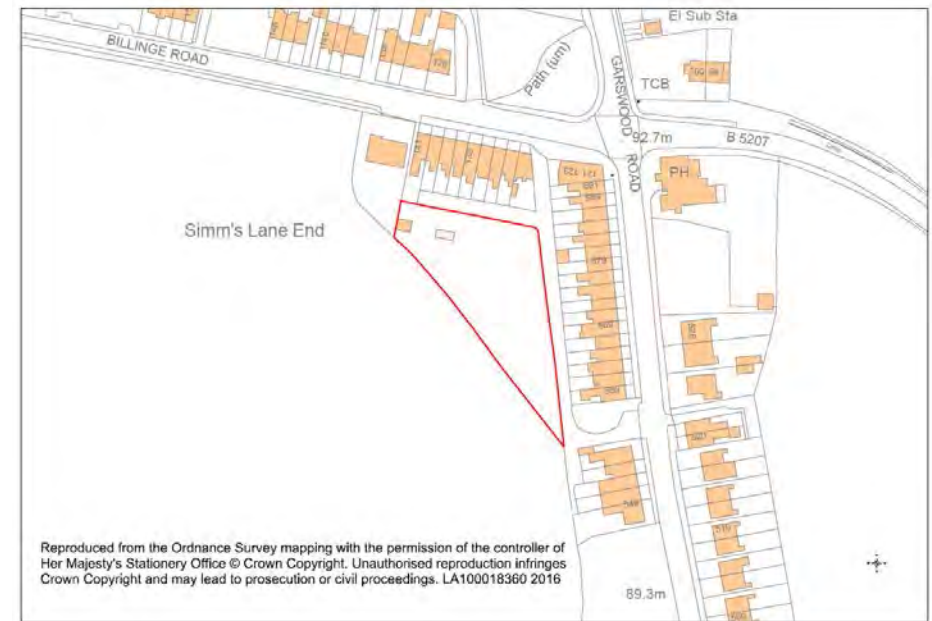 El Sub Sta
BILLINGE ROAD
Path (um)
GARSWOOD ROAD
TCB
92.7m
B 5207
121-123
PH
Simm's Lane End
Reproduced from the Ordnance Survey mapping with the permission of the controller of
Her Majesty's Stationery Office © Crown Copyright. Unauthorised reproduction infringes
Crown Copyright and may lead to prosecution or civil proceedings. LA100018360 2016
89.3m